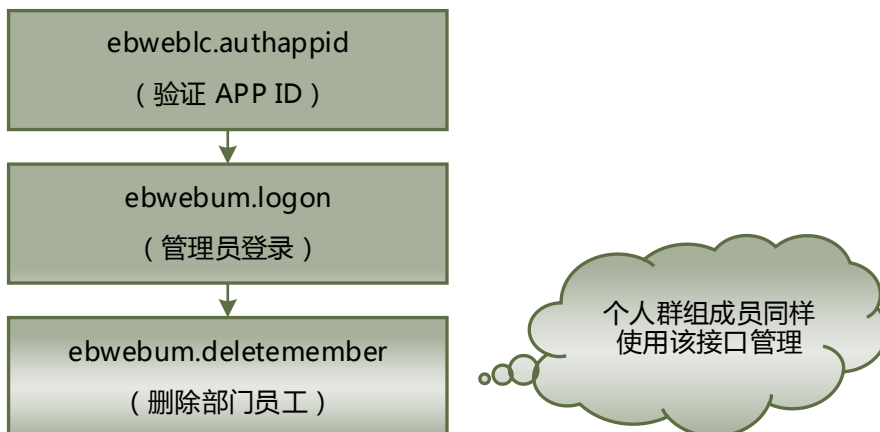 ebweblc.authappid
（验证 APP ID）
ebwebum.logon
（管理员登录）
ebwebum.deletemember
（删除部门员工）
个人群组成员同样
使用该接口管理